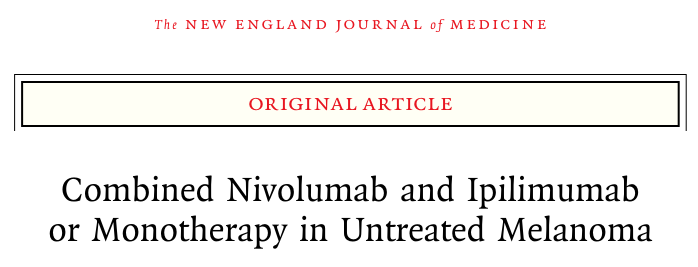 The NEW ENGLAND JOURNAL of MEDICINE
ORIGINAL ARTICLE
Combined Nivolumab and Ipilimumab
or Monotherapy in Untreated Melanoma